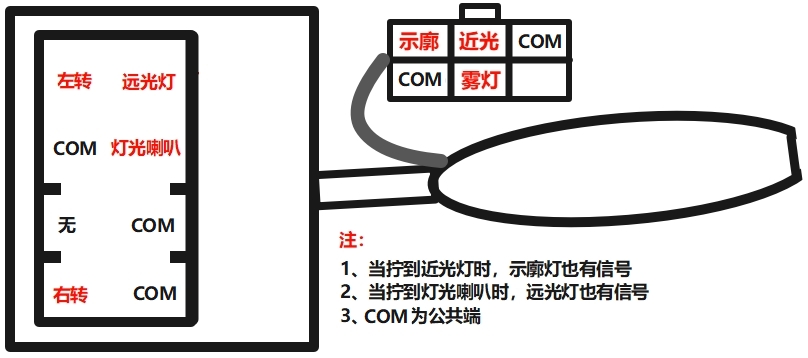 示廓 近光 COM
COM 雾灯
左转 远光灯
COM 灯光喇叭
无 COM
右转 COM
注：
1、当拧到近光灯时，示廓灯也有信号
2、当拧到灯光喇叭时，远光灯也有信号
3、COM为公共端